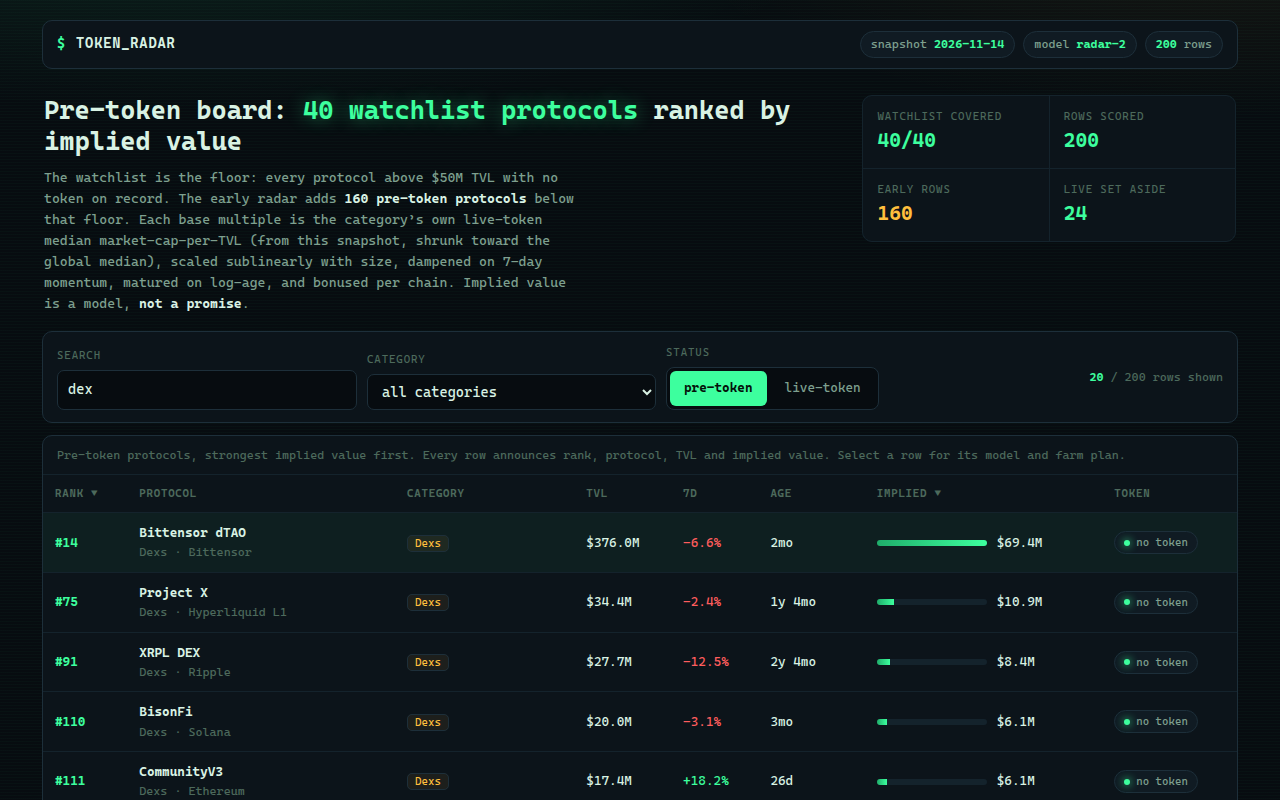 $ TOKEN_RADAR
snapshot 2026-11-14
model radar-2
200 rows
Pre-token board: 40 watchlist protocols ranked by
implied value
The watchlist is the floor: every protocol above $50M TVL with no
token on record. The early radar adds 160 pre-token protocols below
that floor. Each base multiple is the category's own live-token
median market-cap-per-TVL (from this snapshot, shrunk toward the
global median), scaled sublinearly with size, dampened on 7-day
momentum, matured on log-age, and bonused per chain. Implied value
is a model, not a promise.
WATCHLIST COVERED
40/40
ROWS SCORED
200
EARLY ROWS
160
LIVE SET ASIDE
24
SEARCH
dex
CATEGORY
all categories
STATUS
pre-token
live-token
20 / 200 rows shown
Pre-token protocols, strongest implied value first. Every row announces rank, protocol, TVL and implied value. Select a row for its model and farm plan.
RANK ▼ PROTOCOL CATEGORY TVL 7D AGE IMPLIED ▼ TOKEN
#14 Bittensor dTAO Dexs $376.0M -6.6% 2mo $69.4M no token
Dexs · Bittensor
#75 Project X Dexs $34.4M -2.4% 1y 4mo $10.9M no token
Dexs · Hyperliquid L1
#91 XRPL DEX Dexs $27.7M -12.5% 2y 4mo $8.4M no token
Dexs · Ripple
#110 BisonFi Dexs $20.0M -3.1% 3mo $6.1M no token
Dexs · Solana
#111 CommunityV3 Dexs $17.4M +18.2% 26d $6.1M no token
Dexs · Ethereum